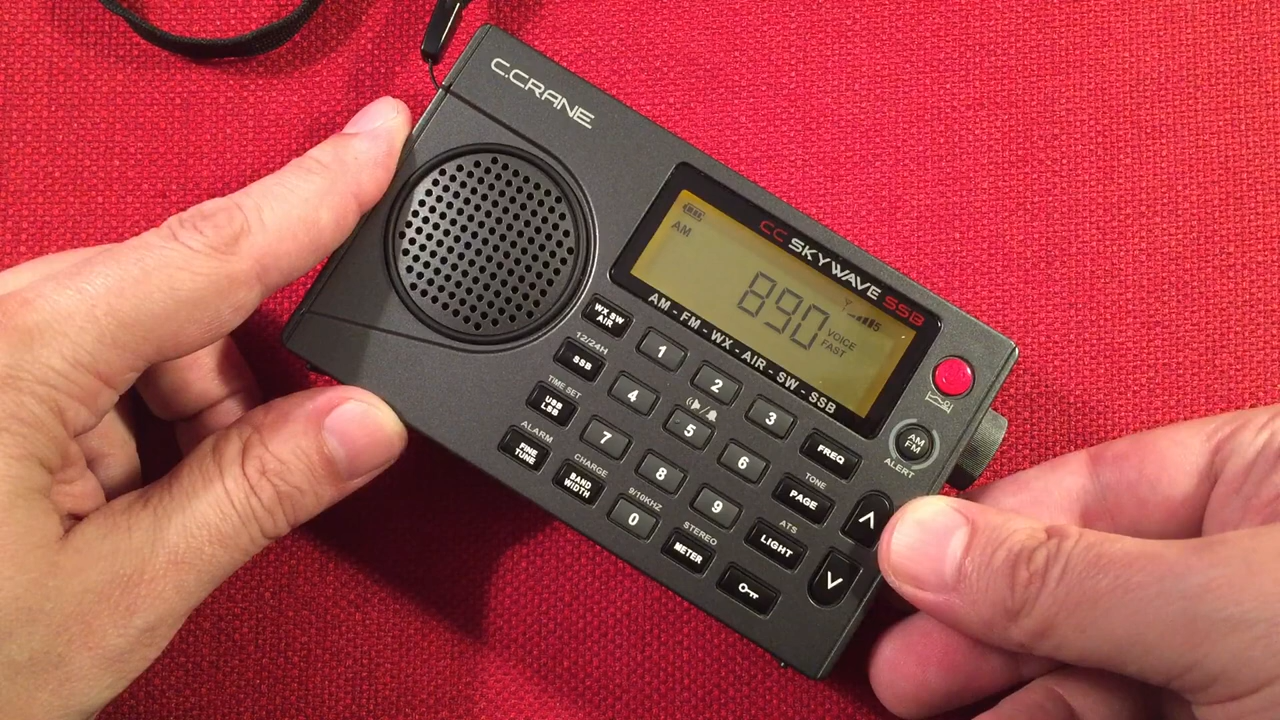 C.CRANE
CC SKYWAVE SSB
AM
890
VOICE
FAST
AM - FM - WX - AIR - SW - SSB
WX SW
AIR
1
2
3
FREQ
AM
FM
ALERT
12/24H
SSB
4
5
6
TONE
PAGE
TIME SET
USB
LSB
7
8
9
ATS
LIGHT
ALARM
FINE
TUNE
CHARGE
BAND
WIDTH
9/10KHZ
0
STEREO
METER